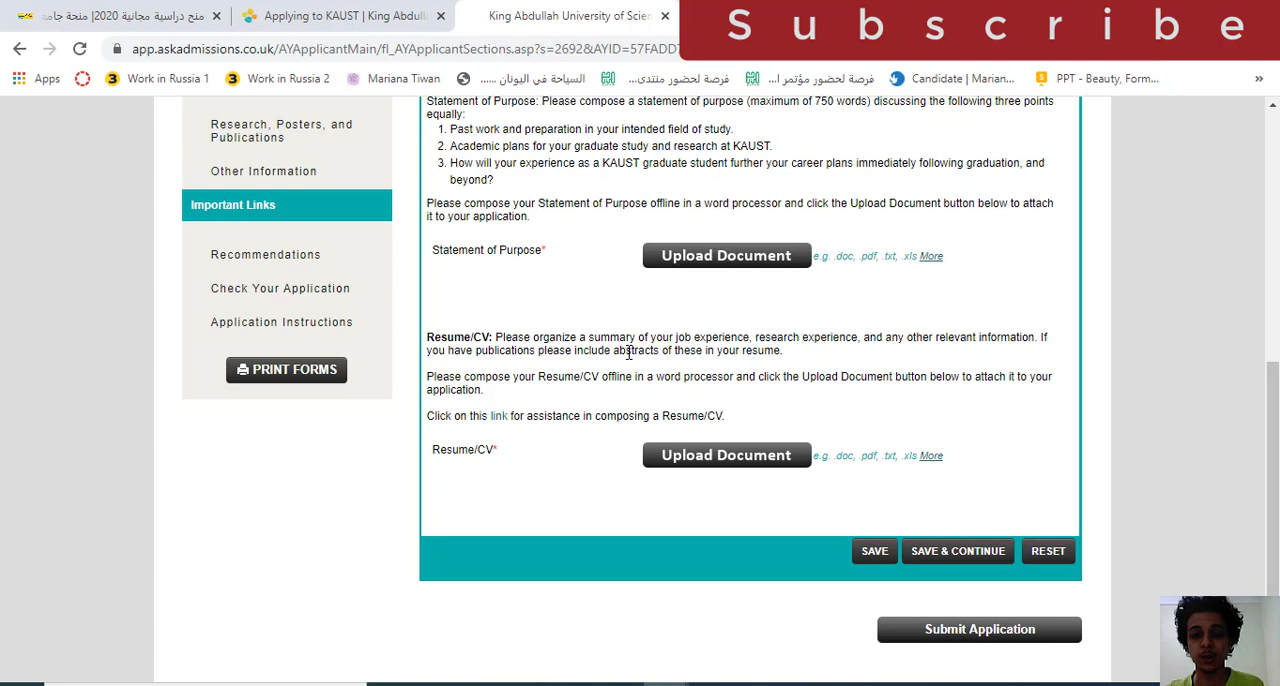 منح دراسية مجانية 2020| منحة جامع
Applying to KAUST | King Abdull
King Abdullah University of Scien
Subscribe
app.askadmissions.co.uk/AYApplicantMain/fl_AYApplicantSections.asp?s=2692&AYID=57FADD7
Apps
Work in Russia 1
Work in Russia 2
Mariana Tiwan
السياحة في اليونان ......
فرصة لحضور منتدى...
فرصة لحضور مؤتمر ا...
Candidate | Marian...
PPT - Beauty, Form...
»
Research, Posters, and
Publications
Other Information
Important Links
Recommendations
Check Your Application
Application Instructions
PRINT FORMS
Statement of Purpose: Please compose a statement of purpose (maximum of 750 words) discussing the following three points
equally:
1. Past work and preparation in your intended field of study.
2. Academic plans for your graduate study and research at KAUST.
3. How will your experience as a KAUST graduate student further your career plans immediately following graduation, and
beyond?
Please compose your Statement of Purpose offline in a word processor and click the Upload Document button below to attach
it to your application.
Statement of Purpose*
Upload Document
e.g. .doc, .pdf, .txt, .xls More
Resume/CV: Please organize a summary of your job experience, research experience, and any other relevant information. If
you have publications please include abstracts of these in your resume.
Please compose your Resume/CV offline in a word processor and click the Upload Document button below to attach it to your
application.
Click on this link for assistance in composing a Resume/CV.
Resume/CV*
Upload Document
e.g. .doc, .pdf, .txt, .xls More
SAVE
SAVE & CONTINUE
RESET
Submit Application